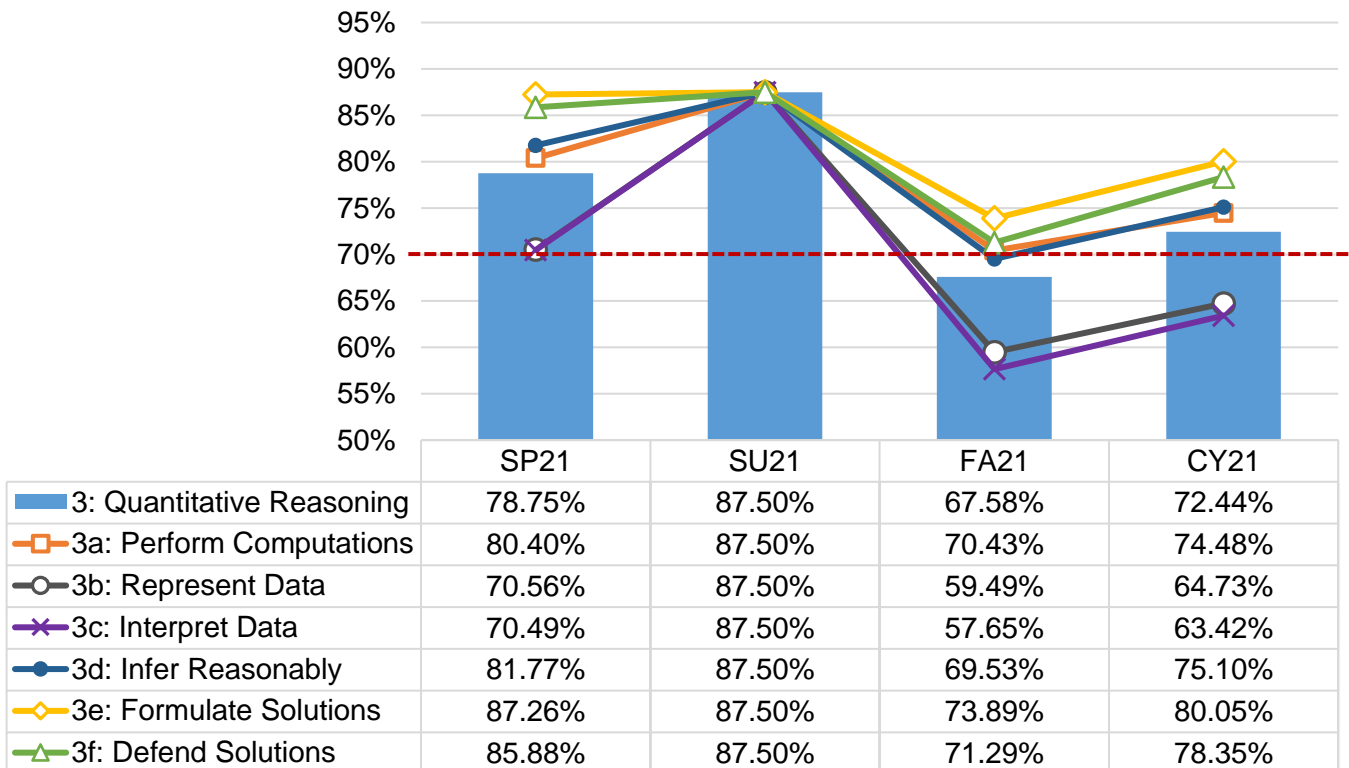 95%
90%
85%
80%
75%
70%
65%
60%
55%
50%
SP21 SU21 FA21 CY21
3: Quantitative Reasoning 78.75% 87.50% 67.58% 72.44%
3a: Perform Computations 80.40% 87.50% 70.43% 74.48%
3b: Represent Data 70.56% 87.50% 59.49% 64.73%
3c: Interpret Data 70.49% 87.50% 57.65% 63.42%
3d: Infer Reasonably 81.77% 87.50% 69.53% 75.10%
3e: Formulate Solutions 87.26% 87.50% 73.89% 80.05%
3f: Defend Solutions 85.88% 87.50% 71.29% 78.35%